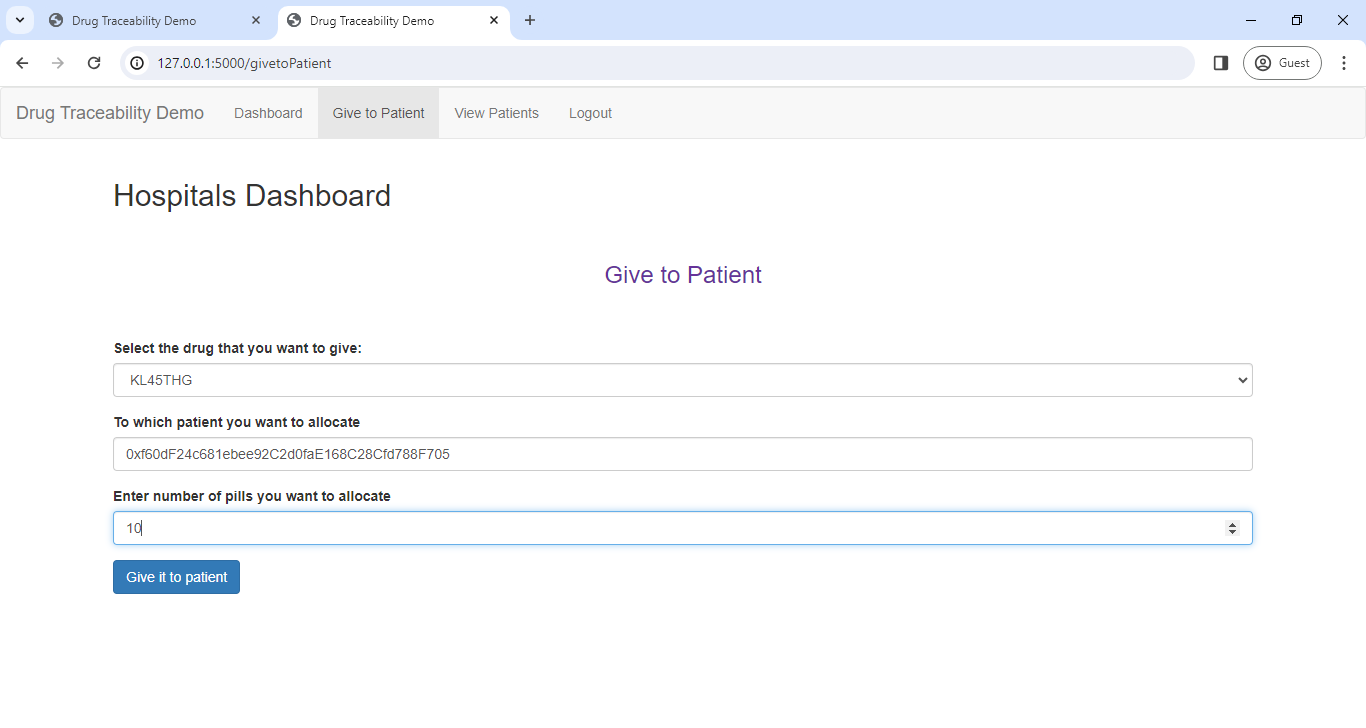 Drug Traceability Demo Drug Traceability Demo
127.0.0.1:5000/givetoPatient Guest
Drug Traceability Demo Dashboard Give to Patient View Patients Logout
Hospitals Dashboard
Give to Patient
Select the drug that you want to give:
KL45THG
To which patient you want to allocate
0xf60dF24c681ebee92C2d0faE168C28Cfd788F705
Enter number of pills you want to allocate
10
Give it to patient